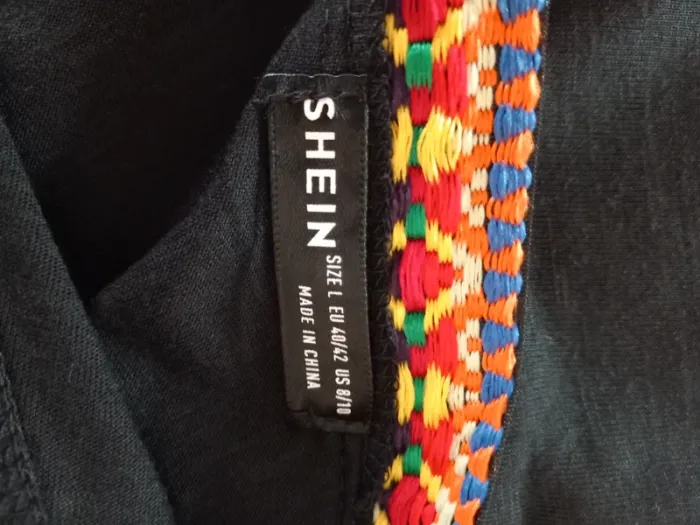 SHEIN
SIZE L EU 40/42 US 8/10
MADE IN CHINA